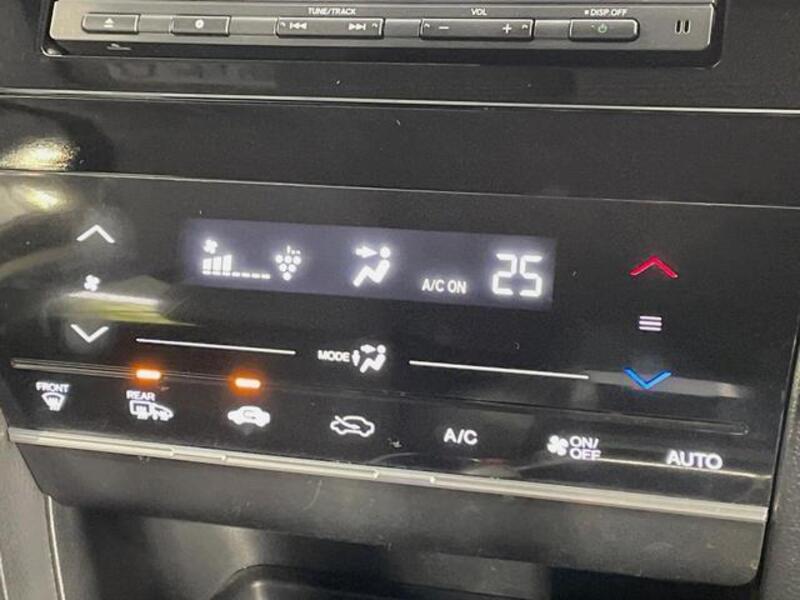 TUNE/TRACK
VOL
DISP.OFF
A/C ON
25
MODE
FRONT
REAR
A/C
ON/
OFF
AUTO